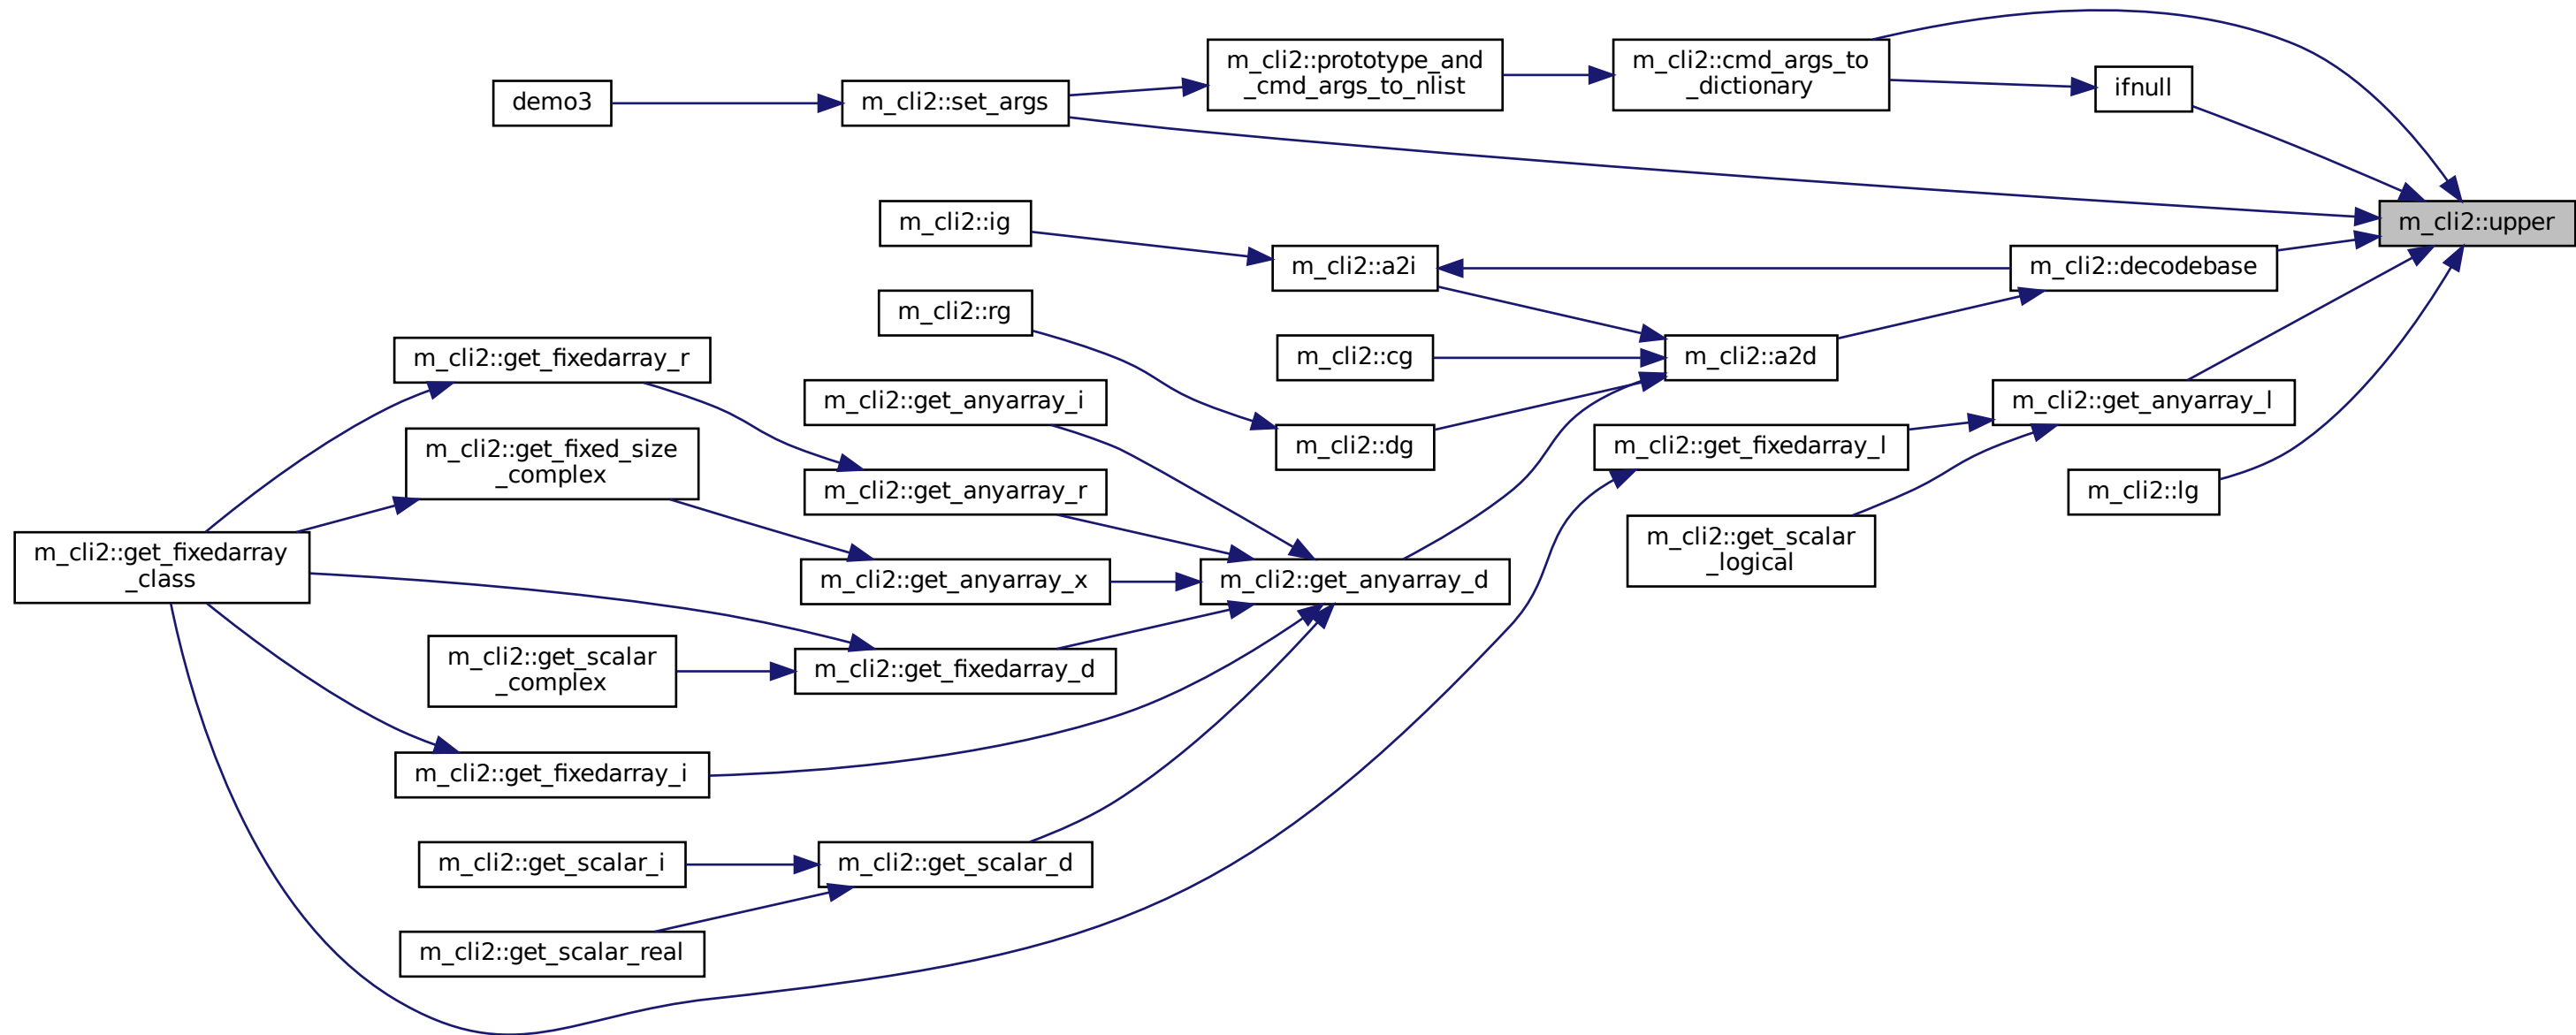 m_cli2::prototype_and
_cmd_args_to_nlist
m_cli2::cmd_args_to
_dictionary
ifnull
demo3
m_cli2::set_args
m_cli2::ig
m_cli2::upper
m_cli2::a2i
m_cli2::decodebase
m_cli2::rg
m_cli2::get_fixedarray_r
m_cli2::cg
m_cli2::a2d
m_cli2::get_anyarray_i
m_cli2::get_anyarray_l
m_cli2::get_fixed_size
_complex
m_cli2::dg
m_cli2::get_fixedarray_l
m_cli2::get_anyarray_r
m_cli2::lg
m_cli2::get_scalar
_logical
m_cli2::get_fixedarray
_class
m_cli2::get_anyarray_x
m_cli2::get_anyarray_d
m_cli2::get_scalar
_complex
m_cli2::get_fixedarray_d
m_cli2::get_fixedarray_i
m_cli2::get_scalar_i
m_cli2::get_scalar_d
m_cli2::get_scalar_real